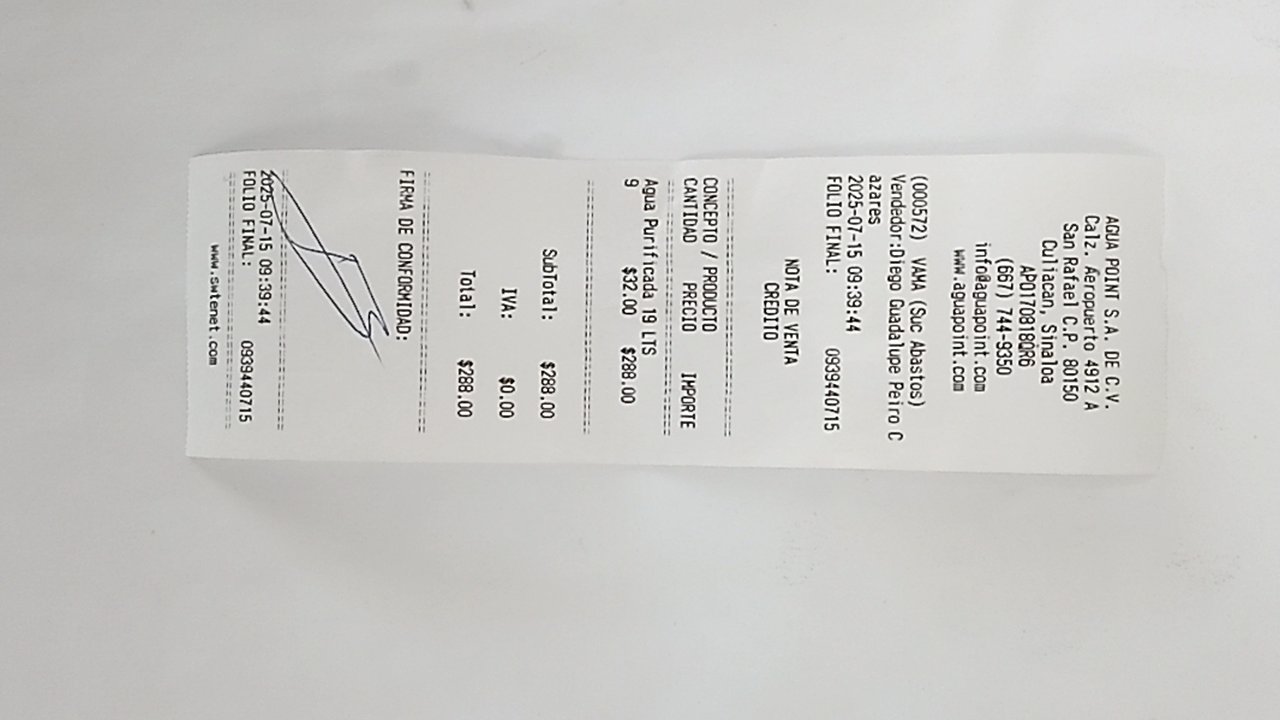 AGUA POINT S.A. DE C.V.
Calz. Aeropuerto 4912 A
San Rafael C.P. 80150
Culiacan, Sinaloa
APO170818QR6
(667) 744-9350
info@aguapoint.com
www.aguapoint.com
(000572) VAMA (Suc Abastos)
Vendedor:Diego Guadalupe Peiro C
azares
2025-07-15 09:39:44
FOLIO FINAL: 0939440715
NOTA DE VENTA
CREDITO
CONCEPTO / PRODUCTO
CANTIDAD PRECIO IMPORTE
Agua Purificada 19 LTS
9 $32.00 $288.00
SubTotal: $288.00
IVA: $0.00
Total: $288.00
FIRMA DE CONFORMIDAD:
2025-07-15 09:39:44
FOLIO FINAL: 0939440715
www.swtenet.com